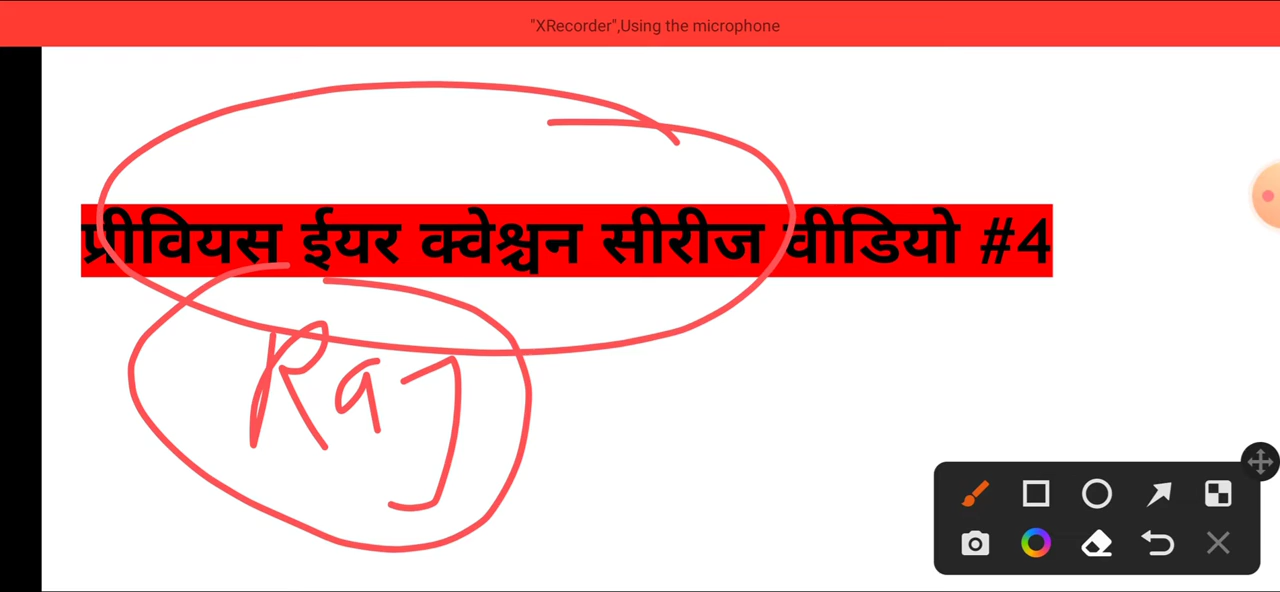 "XRecorder",Using the microphone
प्रीवियस ईयर क्वेश्चन सीरीज वीडियो #4
Raj